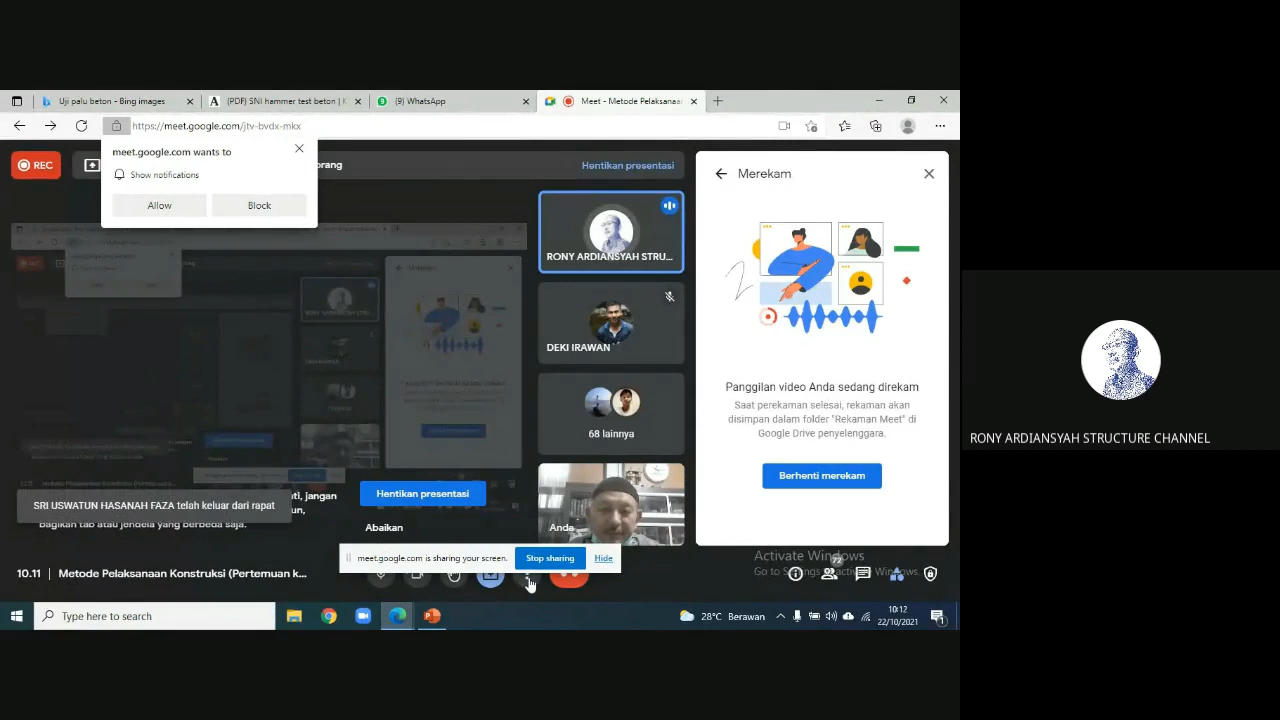 Uji palu beton - Bing images
(PDF) SNI hammer test beton | K
(9) WhatsApp
Meet - Metode Pelaksanaa
https://meet.google.com/jtv-bvdx-mkx
meet.google.com wants to
Show notifications
Allow
Block
REC
orang
Hentikan presentasi
RONY ARDIANSYAH STRU...
DEKI IRAWAN
68 lainnya
Anda
Merekam
Panggilan video Anda sedang direkam
Saat perekaman selesai, rekaman akan
disimpan dalam folder "Rekaman Meet" di
Google Drive penyelenggara.
Berhenti merekam
SRI USWATUN HASANAH FAZA telah keluar dari rapat
jangan
bagikan tab atau jendela yang berbeda saja.
Hentikan presentasi
Abaikan
meet.google.com is sharing your screen.
Stop sharing
Hide
Activate Windows
Go to Settings
10.11
Metode Pelaksanaan Konstruksi (Pertemuan k...
72
Type here to search
28°C Berawan
10:12
22/10/2021
1
RONY ARDIANSYAH STRUCTURE CHANNEL